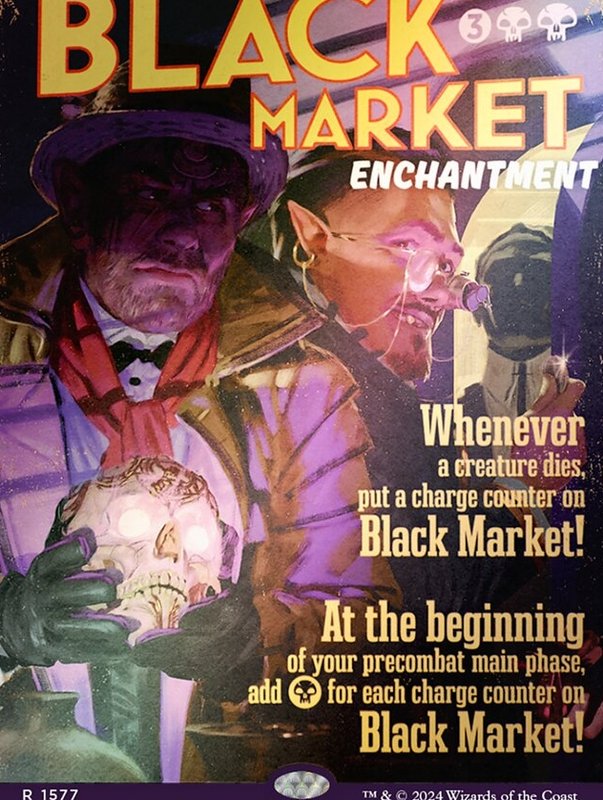 BLACK
3
MARKET
ENCHANTMENT
Whenever
a creature dies,
put a charge counter on
Black Market!
At the beginning
of your precombat main phase,
add for each charge counter on
Black Market!
R 1577
™ & © 2024 Wizards of the Coast